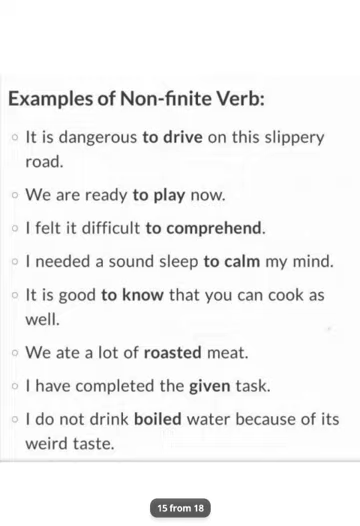 Examples of Non-finite Verb:
It is dangerous to drive on this slippery
road.
We are ready to play now.
I felt it difficult to comprehend.
I needed a sound sleep to calm my mind.
It is good to know that you can cook as
well.
We ate a lot of roasted meat.
I have completed the given task.
I do not drink boiled water because of its
weird taste.
15 from 18